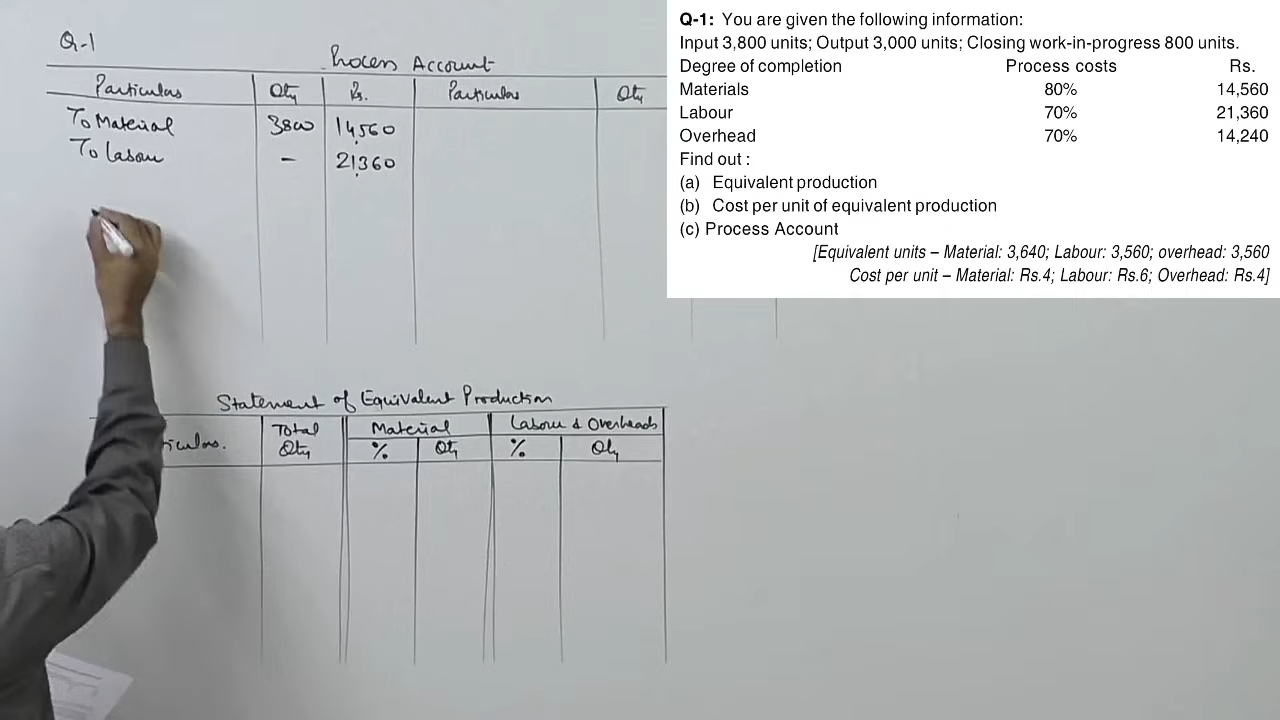 Q-1
Process Account
Particulars Qty Rs. Particulars Qty
To Material 3800 14,560
To Labour - 21,360
Statement of Equivalent Production
ticulars. Total Qty Material Labour & Overheads
% Qty % Qty
Q-1: You are given the following information:
Input 3,800 units; Output 3,000 units; Closing work-in-progress 800 units.
Degree of completion Process costs Rs.
Materials 80% 14,560
Labour 70% 21,360
Overhead 70% 14,240
Find out :
(a) Equivalent production
(b) Cost per unit of equivalent production
(c) Process Account
[Equivalent units – Material: 3,640; Labour: 3,560; overhead: 3,560
Cost per unit – Material: Rs.4; Labour: Rs.6; Overhead: Rs.4]